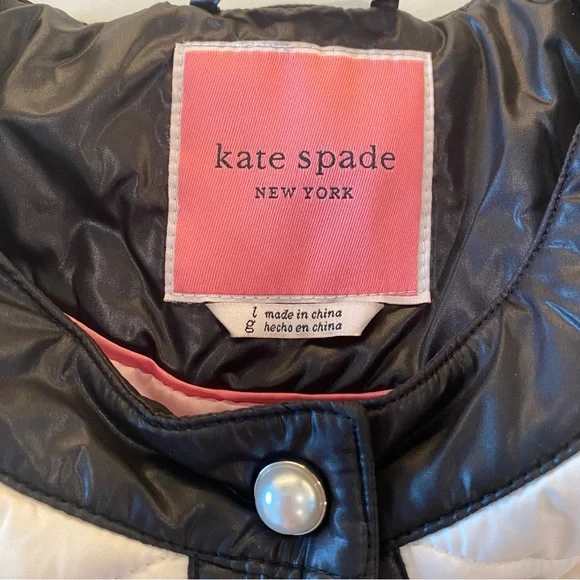 kate spade
NEW YORK
l made in china
g hecho en china